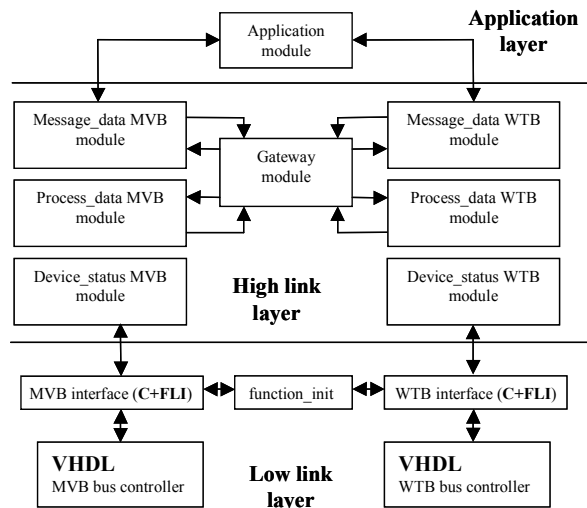 Application
module
Application
layer
Message_data MVB
module
Message_data WTB
module
Gateway
module
Process_data MVB
module
Process_data WTB
module
Device_status MVB
module
Device_status WTB
module
High link
layer
MVB interface (C+FLI)
function_init
WTB interface (C+FLI)
VHDL
MVB bus controller
VHDL
WTB bus controller
Low link
layer